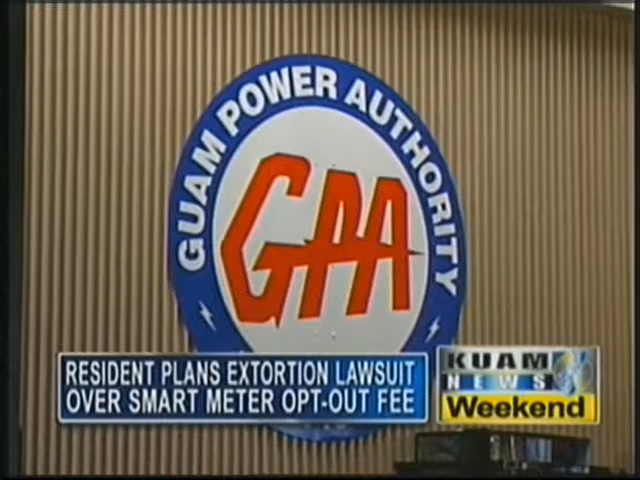 GUAM POWER AUTHORITY
GPA
RESIDENT PLANS EXTORTION LAWSUIT
OVER SMART METER OPT-OUT FEE
KUAM
NEWS
Weekend